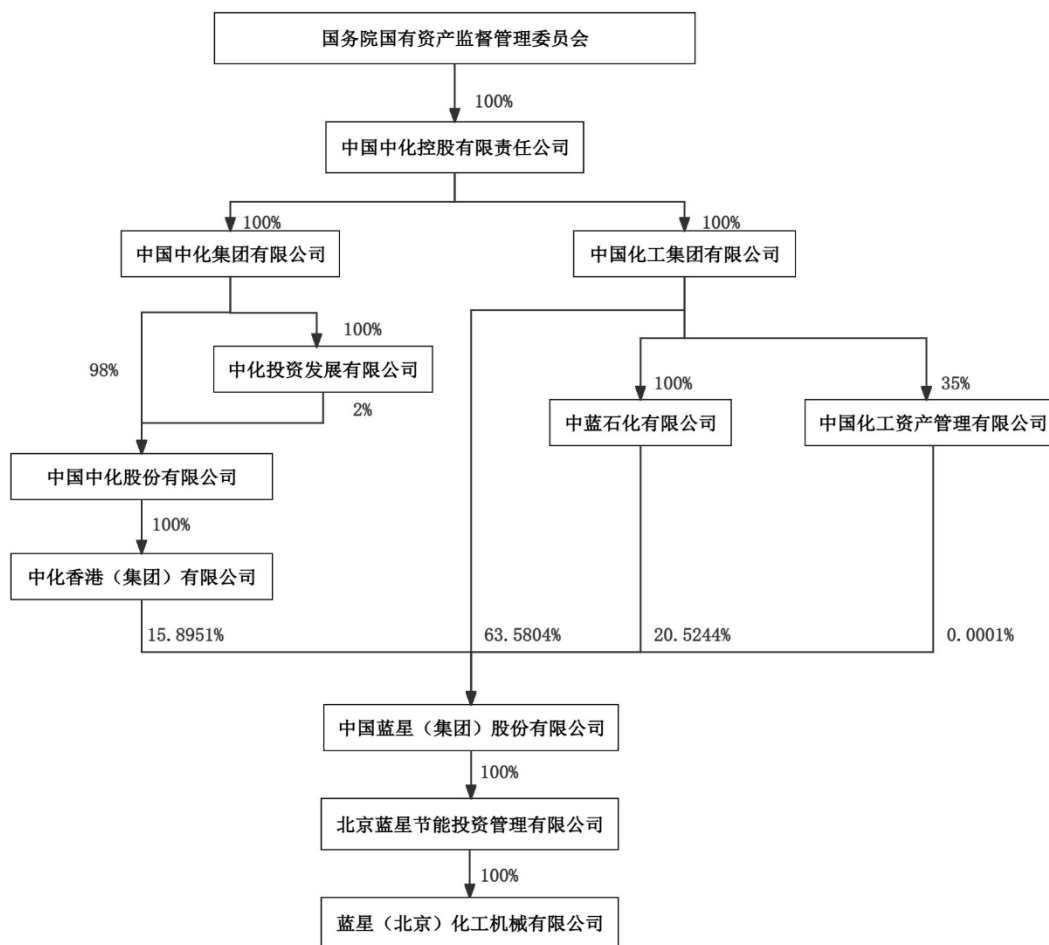 国务院国有资产监督管理委员会
100%
中国中化控股有限责任公司
100%
100%
中国中化集团有限公司
中国化工集团有限公司
100%
中化投资发展有限公司
98%
2%
100%
35%
中蓝石化有限公司
中国化工资产管理有限公司
中国中化股份有限公司
100%
中化香港（集团）有限公司
15.8951%
63.5804%
20.5244%
0.0001%
中国蓝星（集团）股份有限公司
100%
北京蓝星节能投资管理有限公司
100%
蓝星（北京）化工机械有限公司